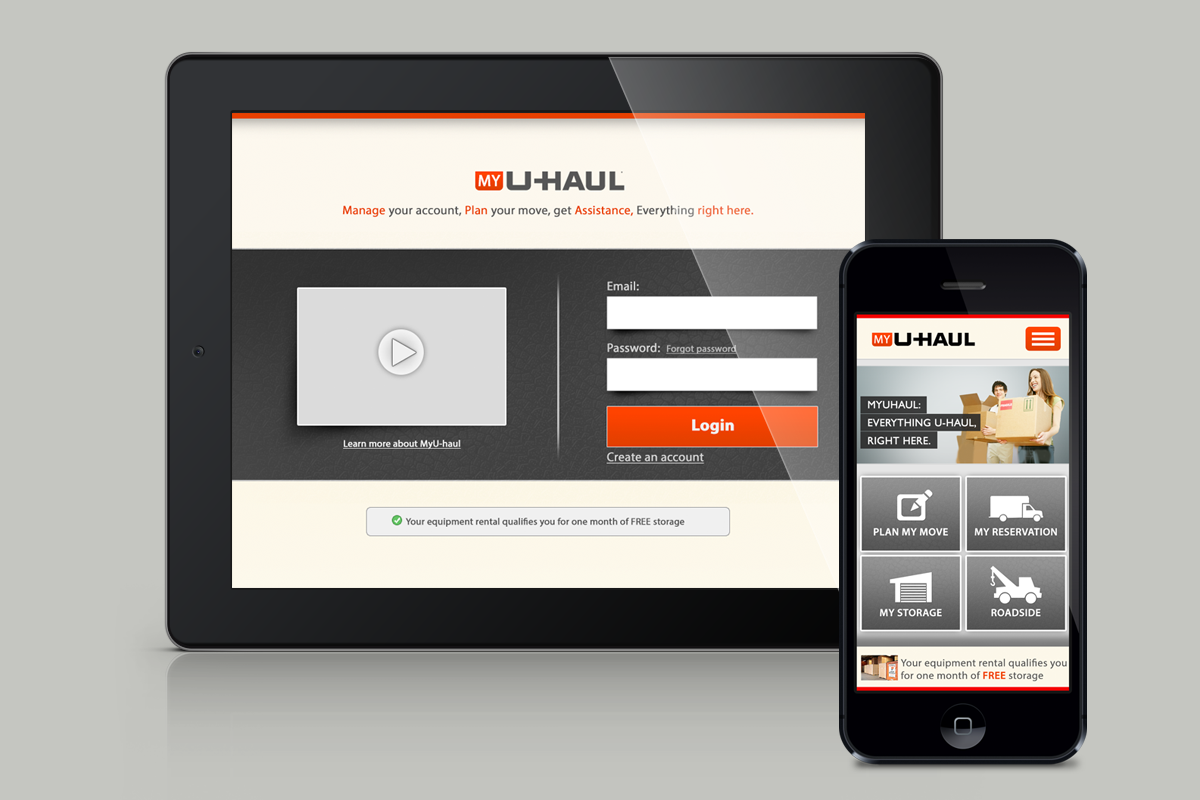 MY U-HAUL
Manage your account, Plan your move, get Assistance, Everything right here.
Email:
Password: Forgot password
Login
Create an account
Learn more about MyU-haul
Your equipment rental qualifies you for one month of FREE storage
MY U-HAUL
MYUHAUL:
EVERYTHING U-HAUL,
RIGHT HERE.
PLAN MY MOVE
MY RESERVATION
MY STORAGE
ROADSIDE
Your equipment rental qualifies you
for one month of FREE storage